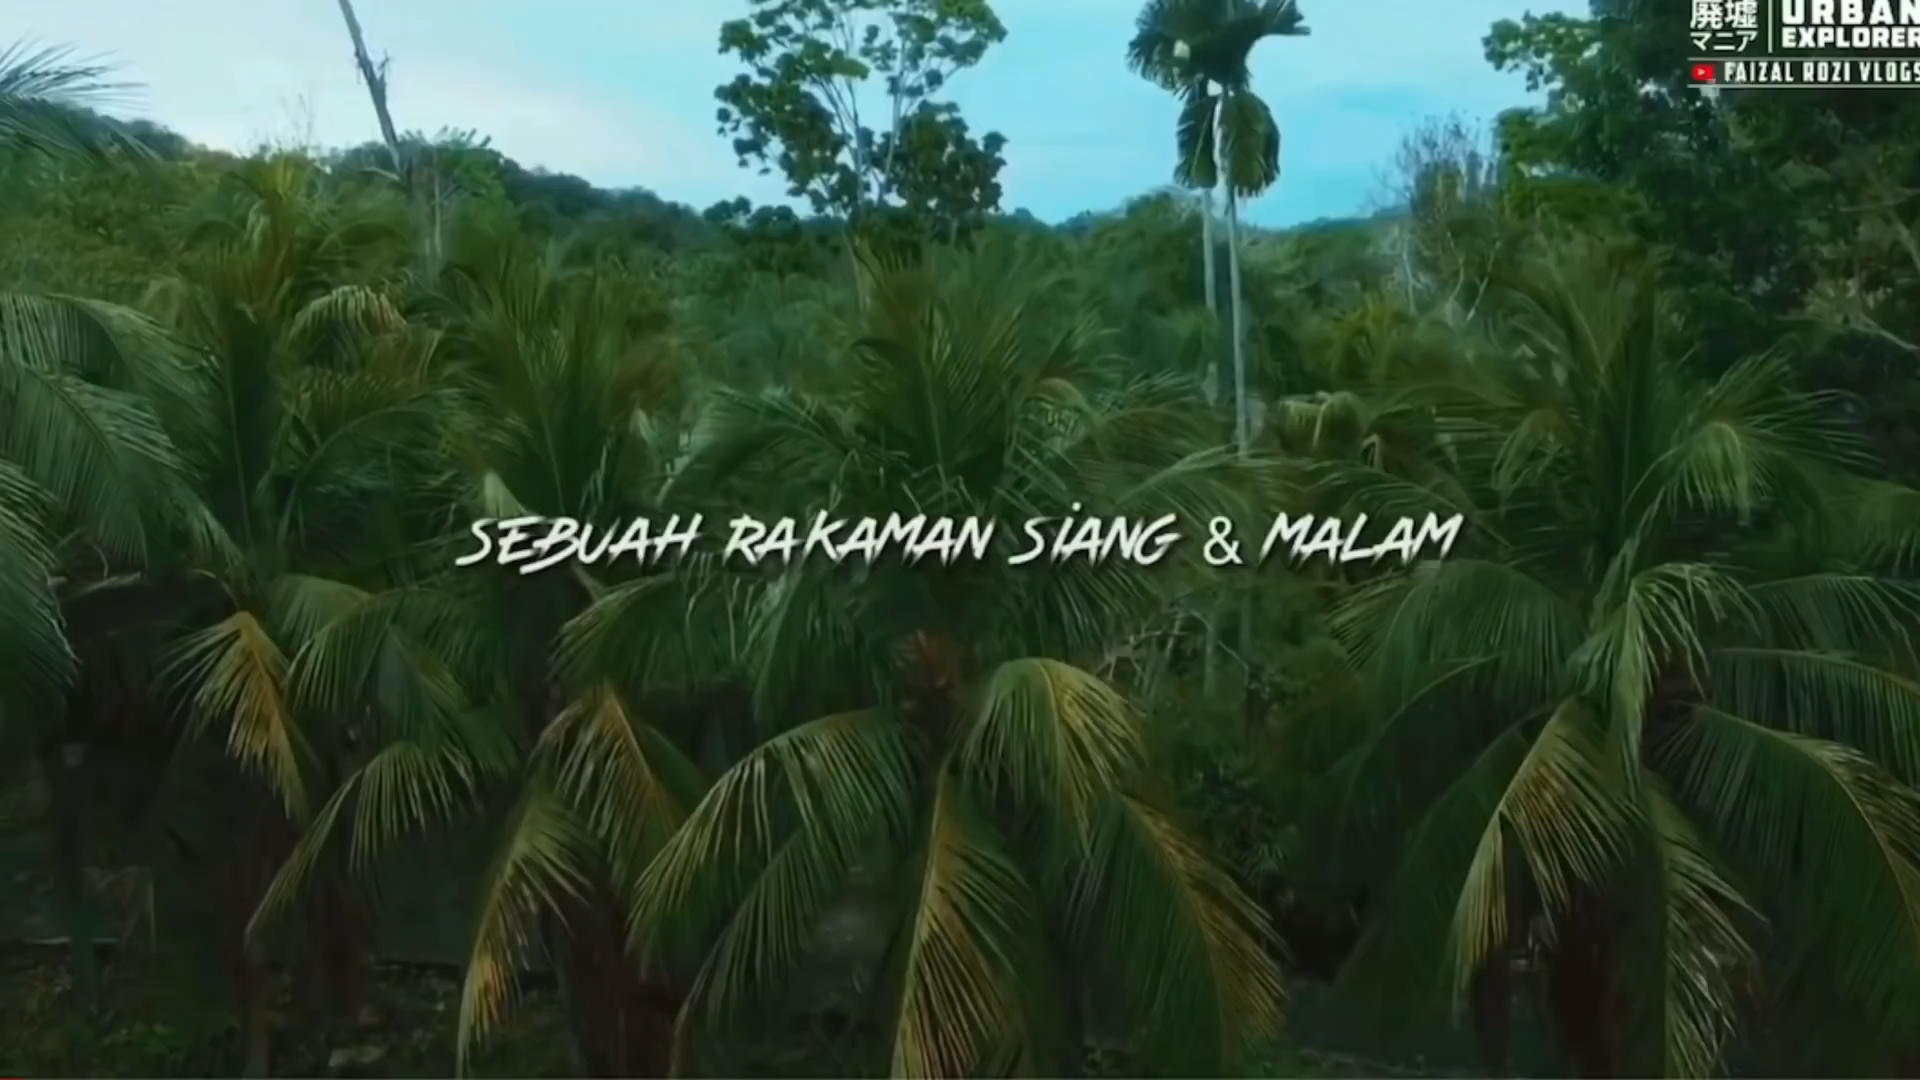 廃墟
マニア
URBAN
EXPLORER
FAIZAL ROZI VLOGS
SEBUAH RAKAMAN SIANG & MALAM